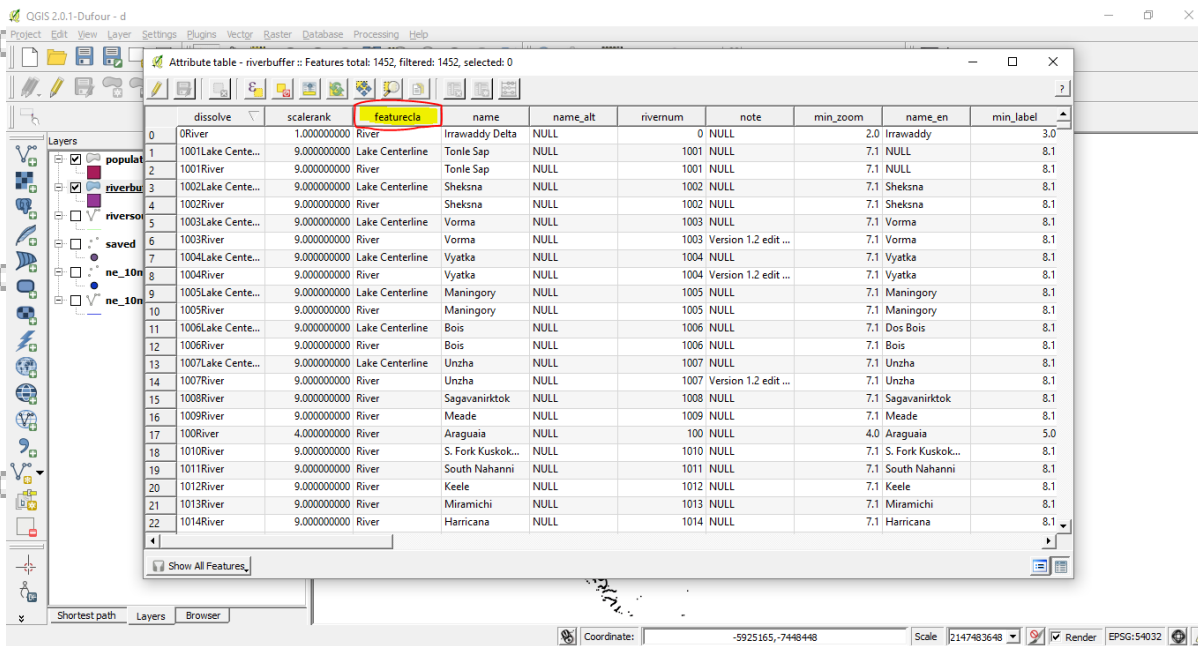 QGIS 2.0.1-Dufour - d
Project Edit View Layer Settings Plugins Vector Raster Database Processing Help
Attribute table - riverbuffer :: Features total: 1452, filtered: 1452, selected: 0
?
dissolve scalerank featurecla name name_alt rivernum note min_zoom name_en min_label
0 0River 1.000000000 River Irrawaddy Delta NULL 0 NULL 2.0 Irrawaddy 3.0
1 1001Lake Cente... 9.000000000 Lake Centerline Tonle Sap NULL 1001 NULL 7.1 NULL 8.1
2 1001River 9.000000000 River Tonle Sap NULL 1001 NULL 7.1 NULL 8.1
3 1002Lake Cente... 9.000000000 Lake Centerline Sheksna NULL 1002 NULL 7.1 Sheksna 8.1
4 1002River 9.000000000 River Sheksna NULL 1002 NULL 7.1 Sheksna 8.1
5 1003Lake Cente... 9.000000000 Lake Centerline Vorma NULL 1003 NULL 7.1 Vorma 8.1
6 1003River 9.000000000 River Vorma NULL 1003 Version 1.2 edit ... 7.1 Vorma 8.1
7 1004Lake Cente... 9.000000000 Lake Centerline Vyatka NULL 1004 NULL 7.1 Vyatka 8.1
8 1004River 9.000000000 River Vyatka NULL 1004 Version 1.2 edit ... 7.1 Vyatka 8.1
9 1005Lake Cente... 9.000000000 Lake Centerline Maningory NULL 1005 NULL 7.1 Maningory 8.1
10 1005River 9.000000000 River Maningory NULL 1005 NULL 7.1 Maningory 8.1
11 1006Lake Cente... 9.000000000 Lake Centerline Bois NULL 1006 NULL 7.1 Dos Bois 8.1
12 1006River 9.000000000 River Bois NULL 1006 NULL 7.1 Bois 8.1
13 1007Lake Cente... 9.000000000 Lake Centerline Unzha NULL 1007 NULL 7.1 Unzha 8.1
14 1007River 9.000000000 River Unzha NULL 1007 Version 1.2 edit ... 7.1 Unzha 8.1
15 1008River 9.000000000 River Sagavanirktok NULL 1008 NULL 7.1 Sagavanirktok 8.1
16 1009River 9.000000000 River Meade NULL 1009 NULL 7.1 Meade 8.1
17 100River 4.000000000 River Araguaia NULL 100 NULL 4.0 Araguaia 5.0
18 1010River 9.000000000 River S. Fork Kuskok... NULL 1010 NULL 7.1 S. Fork Kuskok... 8.1
19 1011River 9.000000000 River South Nahanni NULL 1011 NULL 7.1 South Nahanni 8.1
20 1012River 9.000000000 River Keele NULL 1012 NULL 7.1 Keele 8.1
21 1013River 9.000000000 River Miramichi NULL 1013 NULL 7.1 Miramichi 8.1
22 1014River 9.000000000 River Harricana NULL 1014 NULL 7.1 Harricana 8.1
Show All Features
Layers
populat
riverbu
riverso
saved
ne_10n
ne_10n
Shortest path Layers Browser
Coordinate: -5925165,-7448448 Scale 2147483648 Render EPSG:54032